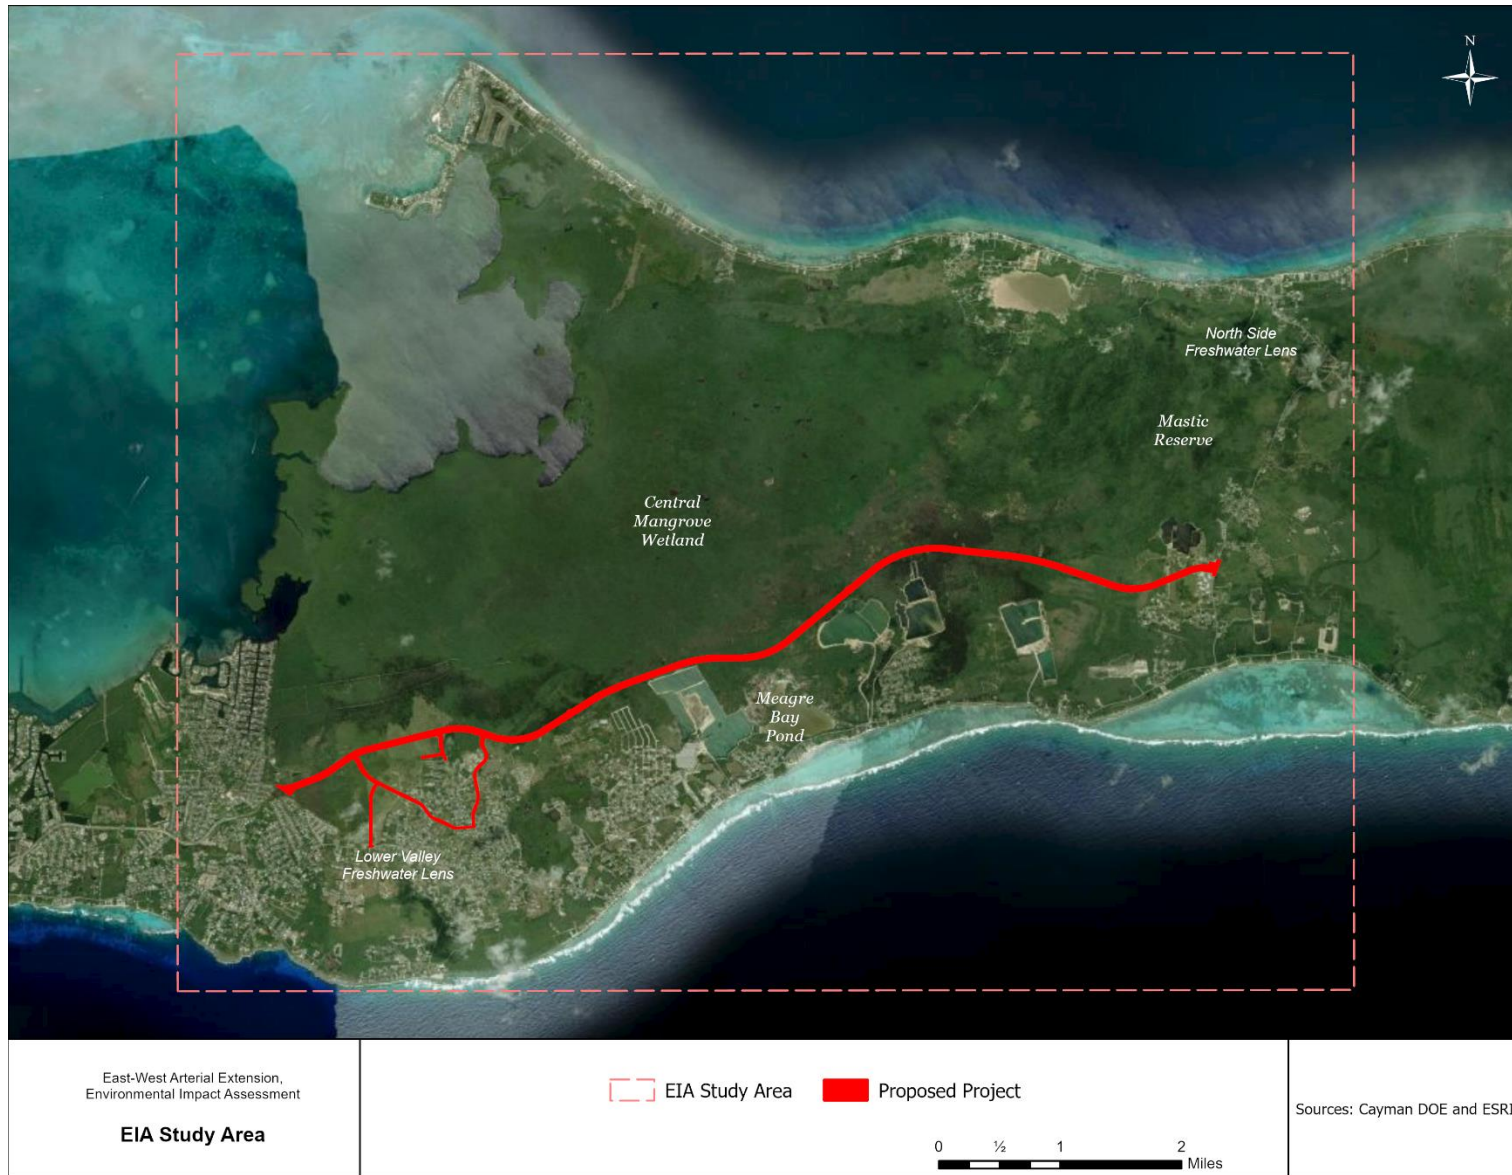 N
North Side
Freshwater Lens
Mastic
Reserve
Central
Mangrove
Wetland
Meagre
Bay
Pond
Lower Valley
Freshwater Lens
East-West Arterial Extension,
Environmental Impact Assessment
EIA Study Area
EIA Study Area
Proposed Project
0 ½ 1 2
Miles
Sources: Cayman DOE and ESRI